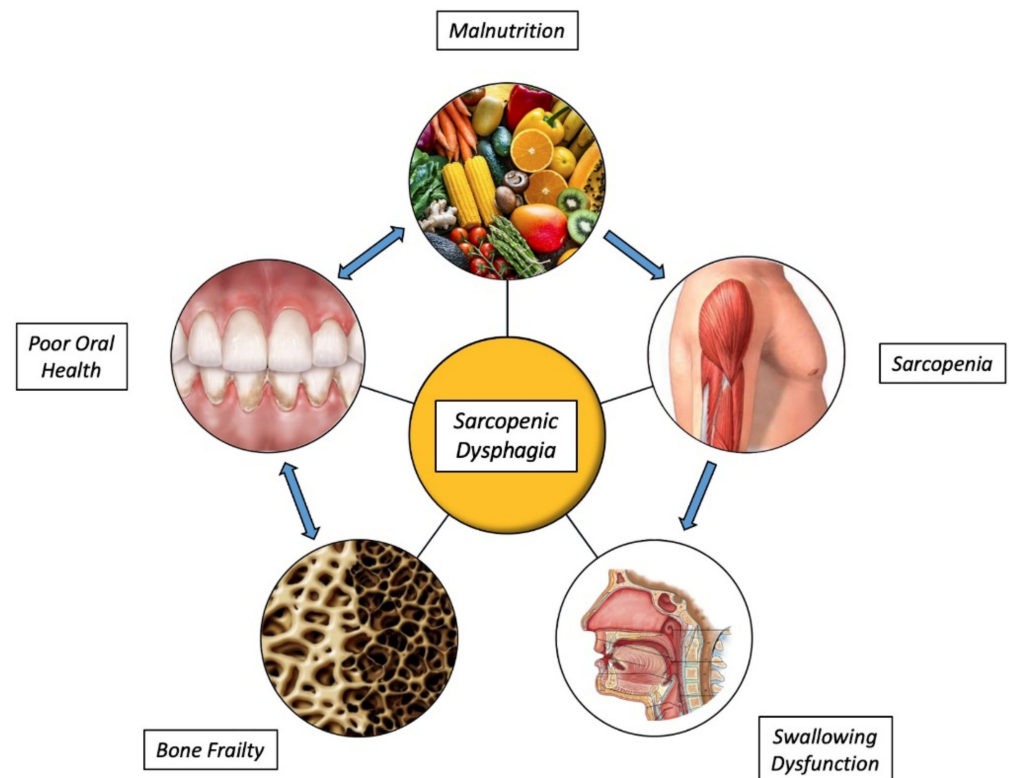 Malnutrition
Poor Oral
Health
Sarcopenia
Sarcopenic
Dysphagia
Bone Frailty
Swallowing
Dysfunction